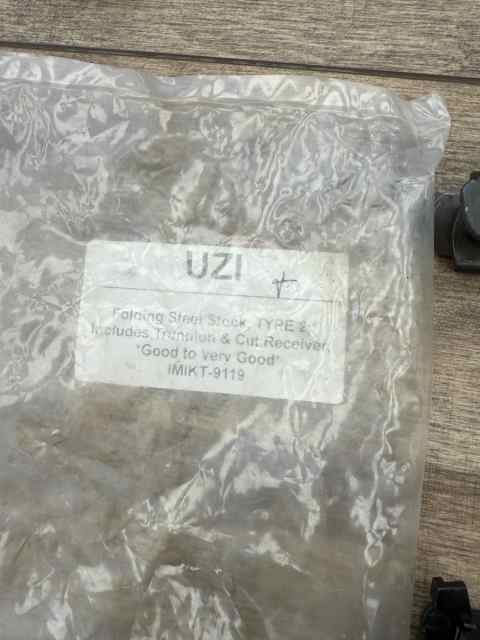 UZI
Folding Steel Stock, TYPE 2.
Includes Trunnion & Cut Receiver.
*Good to Very Good*
IMIKT-9119